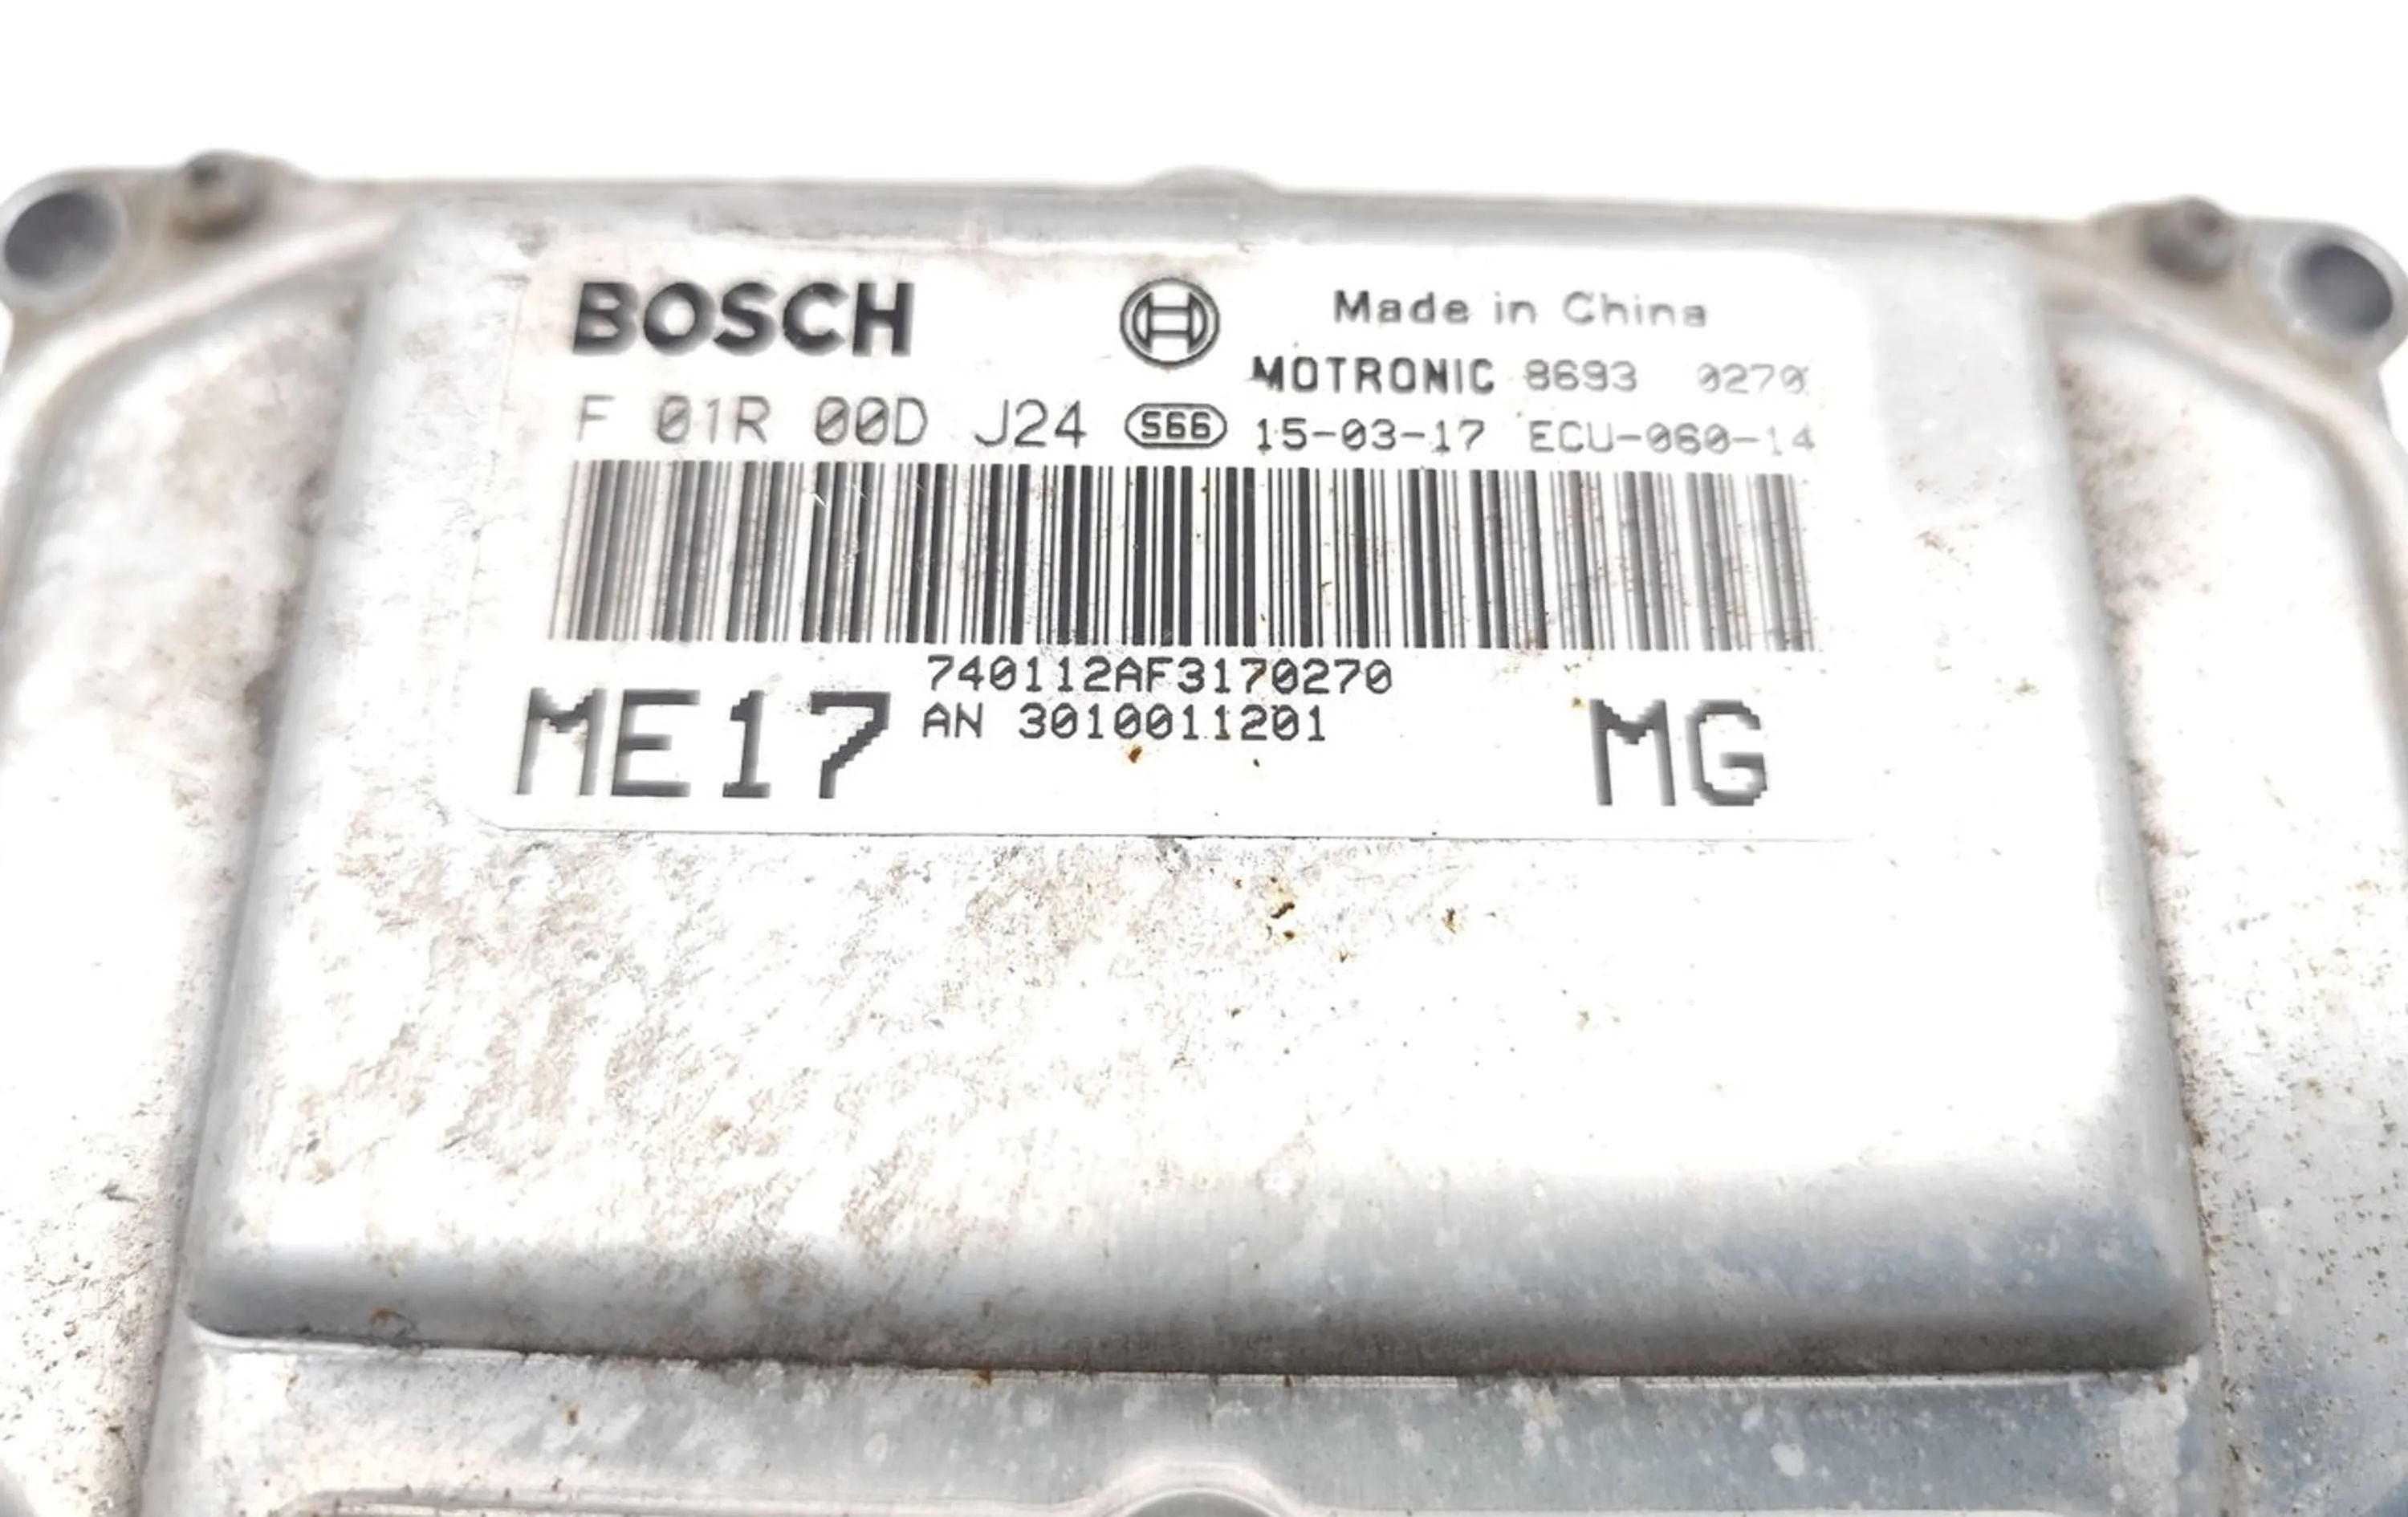 BOSCH
Made in China
MOTRONIC 8693 0270
F 01R 00D J24 S66 15-03-17 ECU-060-14
740112AF3170270
ME17 AN 3010011201 MG